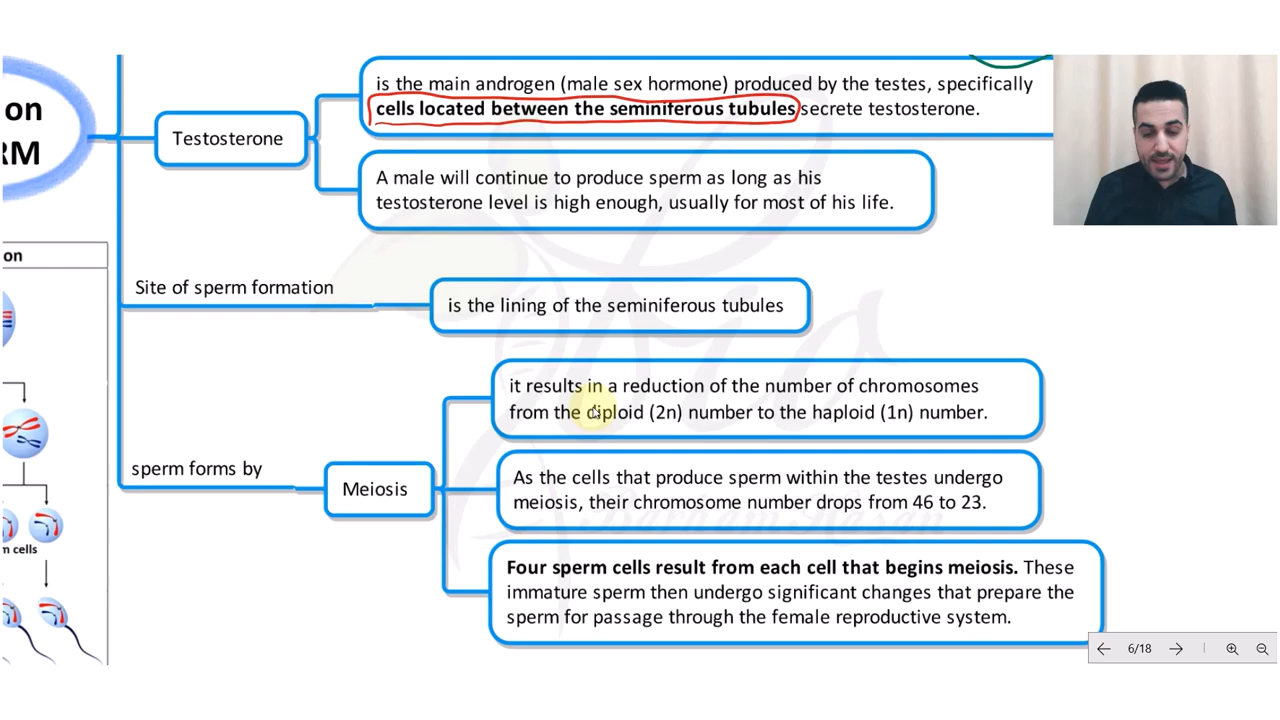 on
RM
Testosterone
is the main androgen (male sex hormone) produced by the testes, specifically
cells located between the seminiferous tubules secrete testosterone.
A male will continue to produce sperm as long as his
testosterone level is high enough, usually for most of his life.
on
Site of sperm formation
is the lining of the seminiferous tubules
sperm forms by
Meiosis
it results in a reduction of the number of chromosomes
from the diploid (2n) number to the haploid (1n) number.
As the cells that produce sperm within the testes undergo
meiosis, their chromosome number drops from 46 to 23.
Four sperm cells result from each cell that begins meiosis. These
immature sperm then undergo significant changes that prepare the
sperm for passage through the female reproductive system.
m cells
Bio
6/18